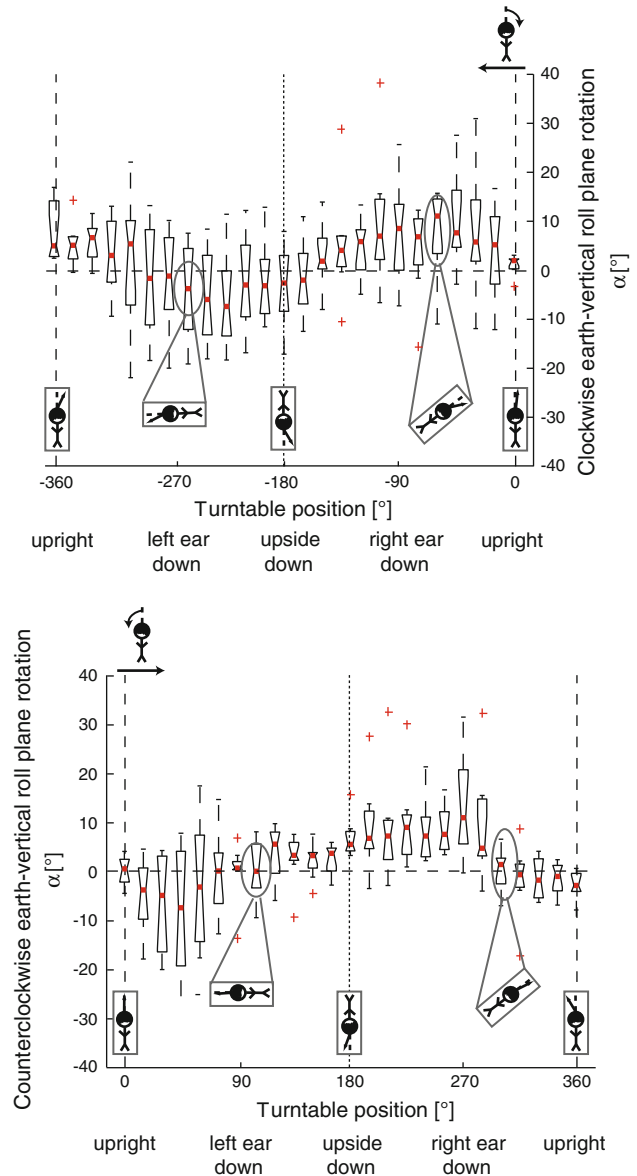 40
30
20
10
0
-10
-20
-30
-40
α[°]
Clockwise earth-vertical roll plane rotation
-360 -270 -180 -90 0
Turntable position [°]
upright left ear down upside down right ear down upright
Counterclockwise earth-vertical roll plane rotation
α[°]
40
30
20
10
0
-10
-20
-30
-40
0 90 180 270 360
Turntable position [°]
upright left ear down upside down right ear down upright